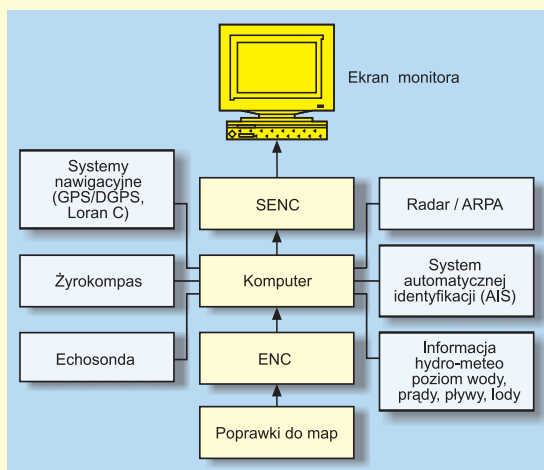 Ekran monitora
Systemy
nawigacyjne
(GPS/DGPS,
Loran C)
SENC
Radar / ARPA
Żyrokompas
Komputer
System
automatycznej
identyfikacji (AIS)
Echosonda
ENC
Informacja
hydro-meteo
poziom wody,
prądy, pływy, lody
Poprawki do map